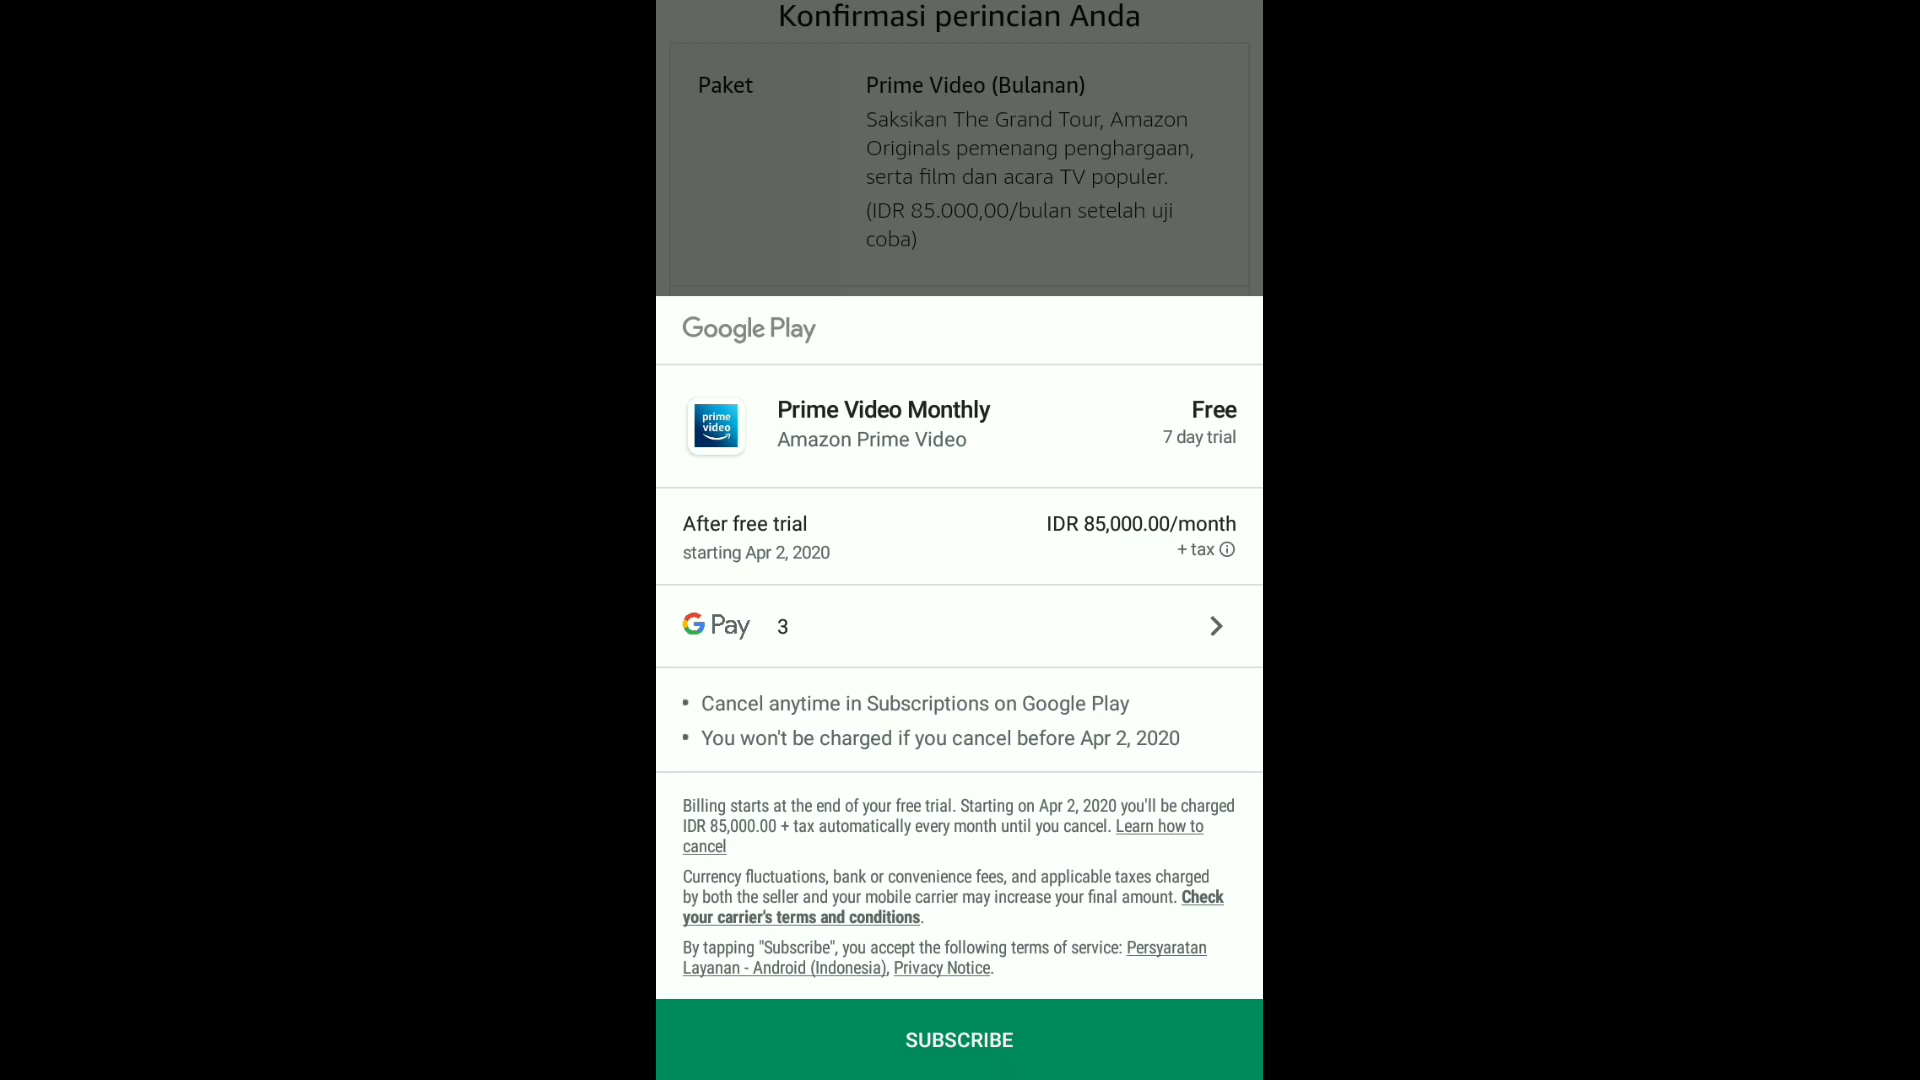 Konfirmasi perincian Anda
Paket
Prime Video (Bulanan)
Saksikan The Grand Tour, Amazon
Originals pemenang penghargaan,
serta film dan acara TV populer.
(IDR 85.000,00/bulan setelah uji
coba)
Google Play
prime
video
Prime Video Monthly
Free
Amazon Prime Video
7 day trial
After free trial
IDR 85,000.00/month
starting Apr 2, 2020
+ tax
G Pay
3
• Cancel anytime in Subscriptions on Google Play
• You won't be charged if you cancel before Apr 2, 2020
Billing starts at the end of your free trial. Starting on Apr 2, 2020 you'll be charged
IDR 85,000.00 + tax automatically every month until you cancel. Learn how to
cancel
Currency fluctuations, bank or convenience fees, and applicable taxes charged
by both the seller and your mobile carrier may increase your final amount. Check
your carrier's terms and conditions.
By tapping "Subscribe", you accept the following terms of service: Persyaratan
Layanan - Android (Indonesia), Privacy Notice.
SUBSCRIBE